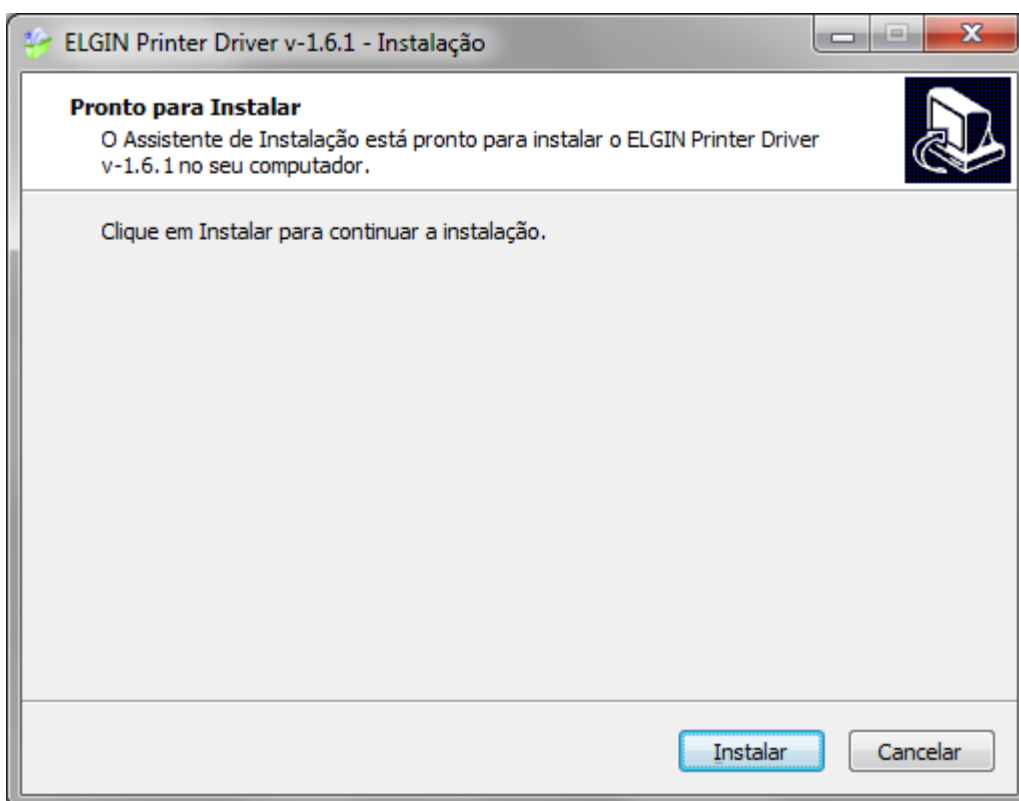 ELGIN Printer Driver v-1.6.1 - Instalação
Pronto para Instalar
O Assistente de Instalação está pronto para instalar o ELGIN Printer Driver
v-1.6.1 no seu computador.
Clique em Instalar para continuar a instalação.
Instalar
Cancelar